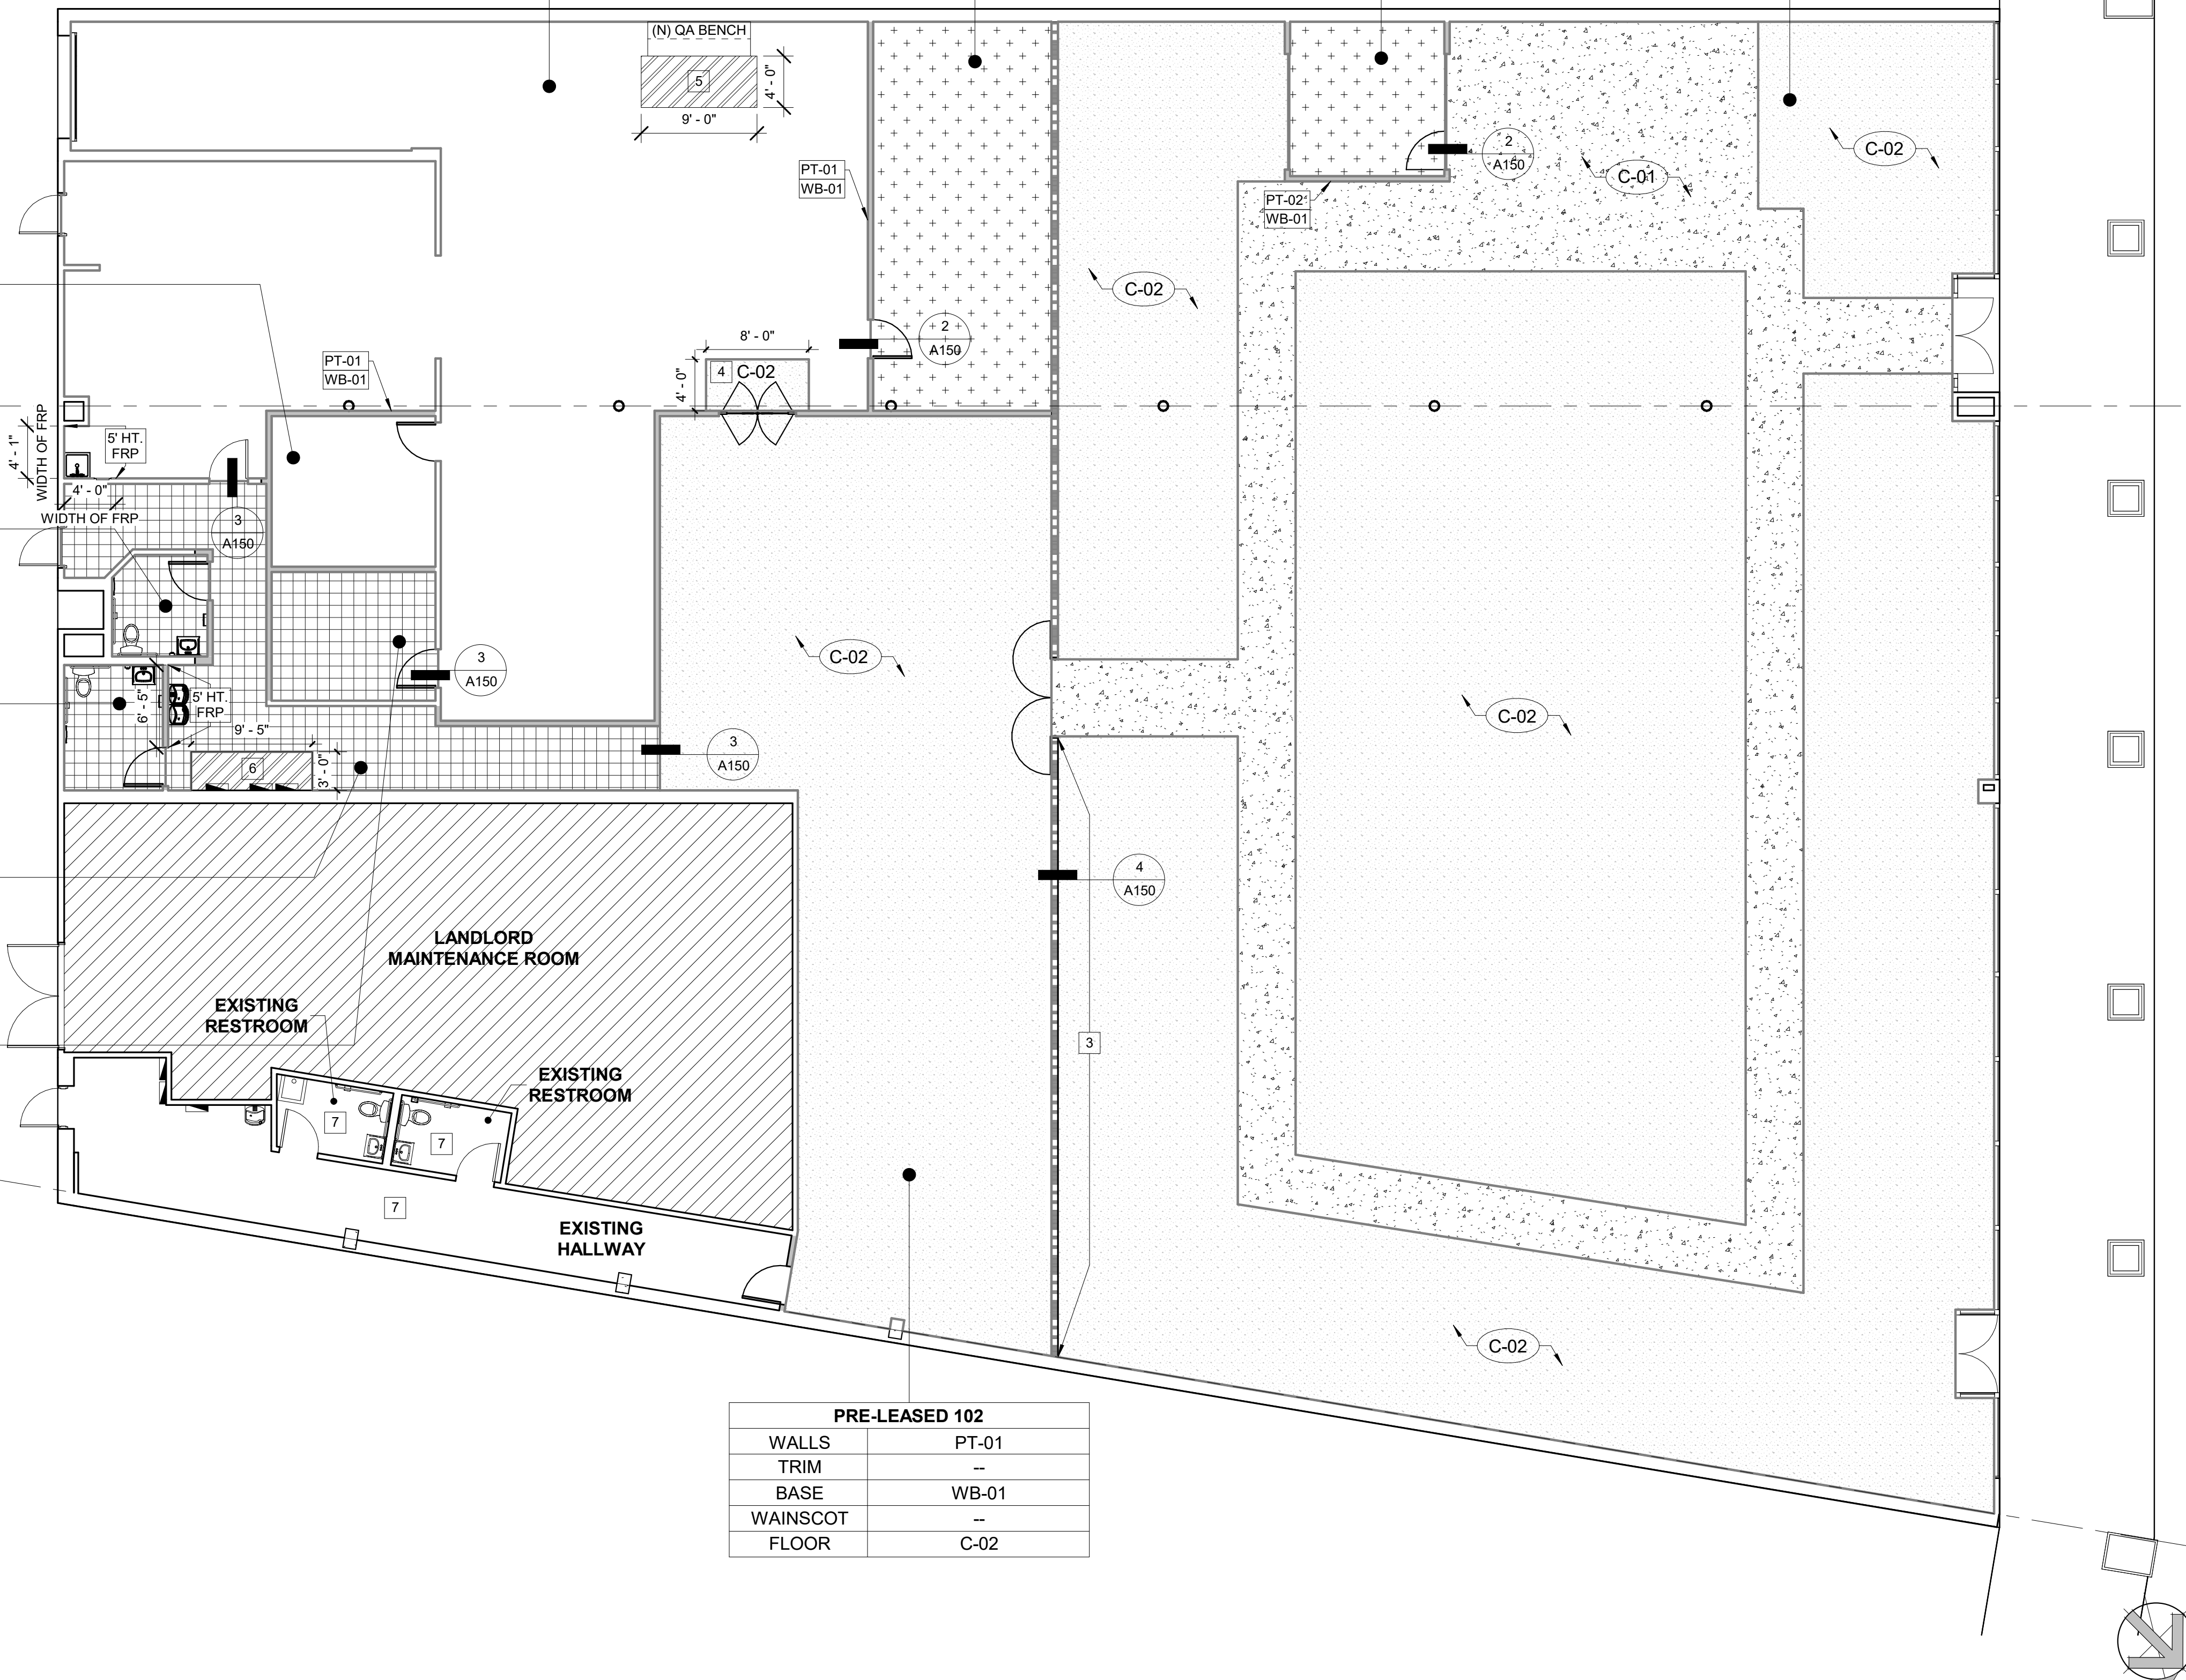 (N) QA BENCH
5
4' - 0"
9' - 0"
PT-01
WB-01
2
A150
C-01
C-02
PT-02
WB-01
C-02
2
A150
8' - 0"
4' - 0"
4
C-02
PT-01
WB-01
4' - 1"
WIDTH OF FRP
5' HT.
FRP
4' - 0"
WIDTH OF FRP
3
A150
3
A150
C-02
C-02
6' - 5"
5' HT.
FRP
9' - 5"
6
3' - 0"
3
A150
4
A150
LANDLORD
MAINTENANCE ROOM
EXISTING
RESTROOM
3
EXISTING
RESTROOM
7
7
7
EXISTING
HALLWAY
C-02
PRE-LEASED 102
WALLS PT-01
TRIM --
BASE WB-01
WAINSCOT --
FLOOR C-02